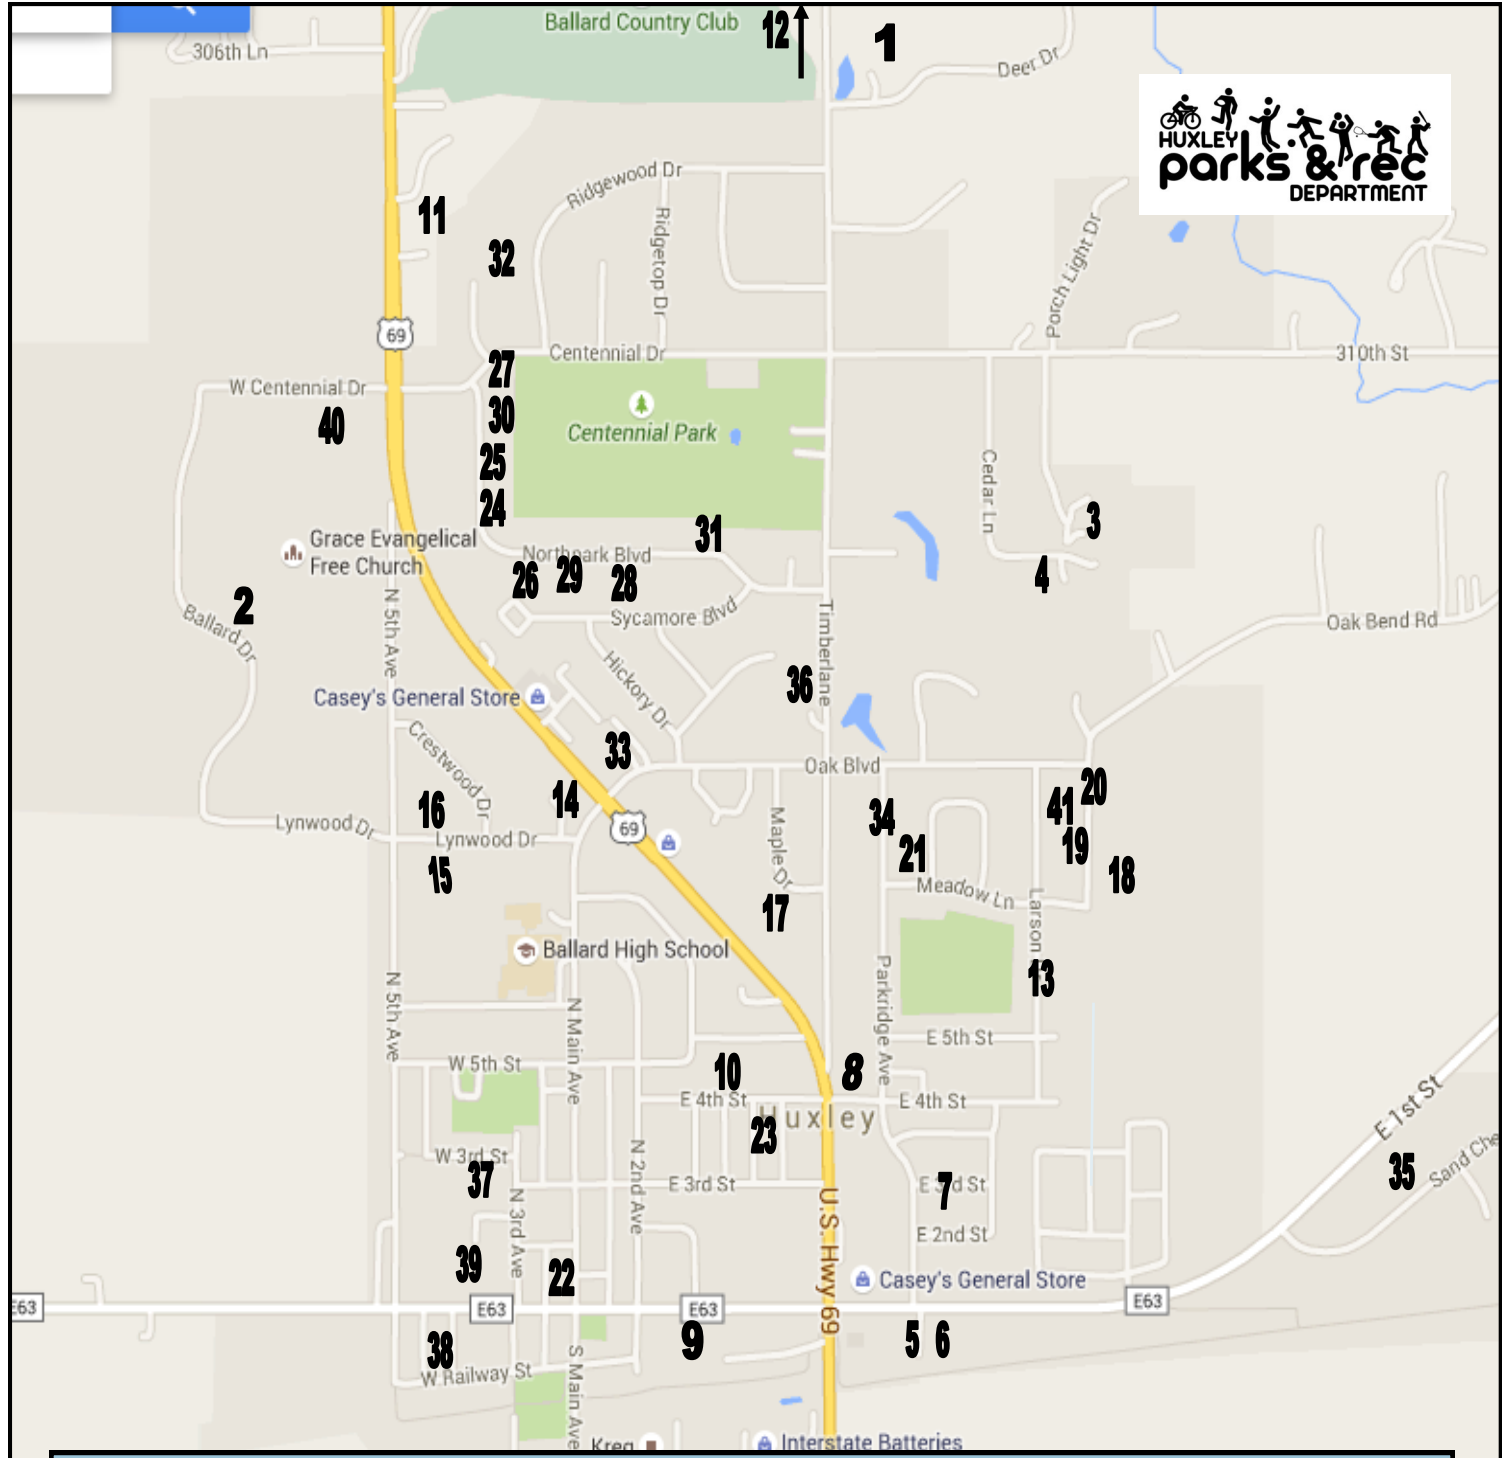 Ballard Country Club
12
1
306th Ln
Deer Dr
HUXLEY
parks & rec
DEPARTMENT
Ridgewood Dr
11
Ridgetop Dr
32
Porch Light Dr
69
27
Centennial Dr
310th St
W Centennial Dr
40
30
Centennial Park
25
Cedar Ln
24
3
31
Grace Evangelical
Free Church
Northpark Blvd
26
29
28
4
2
Ballard Dr
N 5th Ave
Sycamore Blvd
Timberlane
Oak Bend Rd
Hickory Dr
36
Casey's General Store
Crestwood Dr
33
Oak Blvd
14
16
34
41
20
69
Lynwood Dr
Lynwood Dr
Maple Dr
21
19
15
18
Meadow Ln
17
Larson
Ballard High School
13
N 5th Ave
N Main Ave
Parkridge Ave
E 5th St
W 5th St
10
8
E 4th St
E 4th St
Huxley
23
E 1st St
W 3rd St
37
N 2nd Ave
E 3rd St
E 3rd St
7
35
Sand Che
N 3rd Ave
U.S. Hwy 69
E 2nd St
39
22
Casey's General Store
E63
E63
E63
E63
38
9
5
6
W Railway St
S Main Ave
Kreg
Interstate Batteries